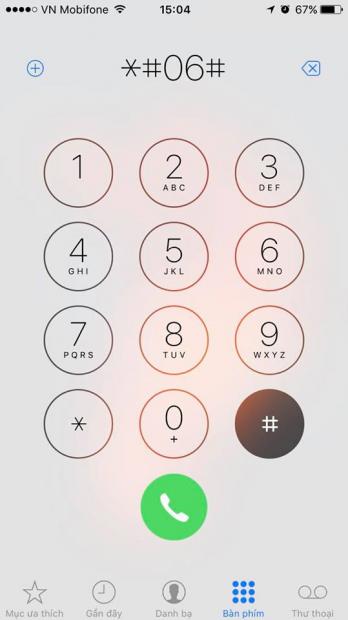 VN Mobifone 15:04 67%
*#06#
1 2 3
ABC DEF
4 5 6
GHI JKL MNO
7 8 9
PQRS TUV WXYZ
* 0 #
+
Mục ưa thích Gần đây Danh bạ Bàn phím Thư thoại